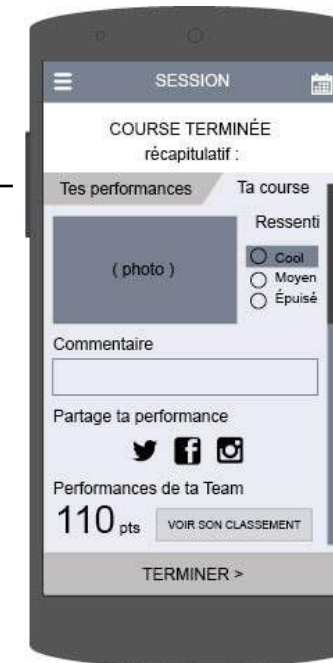 SESSION
COURSE TERMINÉE
récapitulatif :
Tes performances
Ta course
Ressenti
( photo )
Cool
Moyen
Épuisé
Commentaire
Partage ta performance
Performances de ta Team
110 pts
VOIR SON CLASSEMENT
TERMINER >